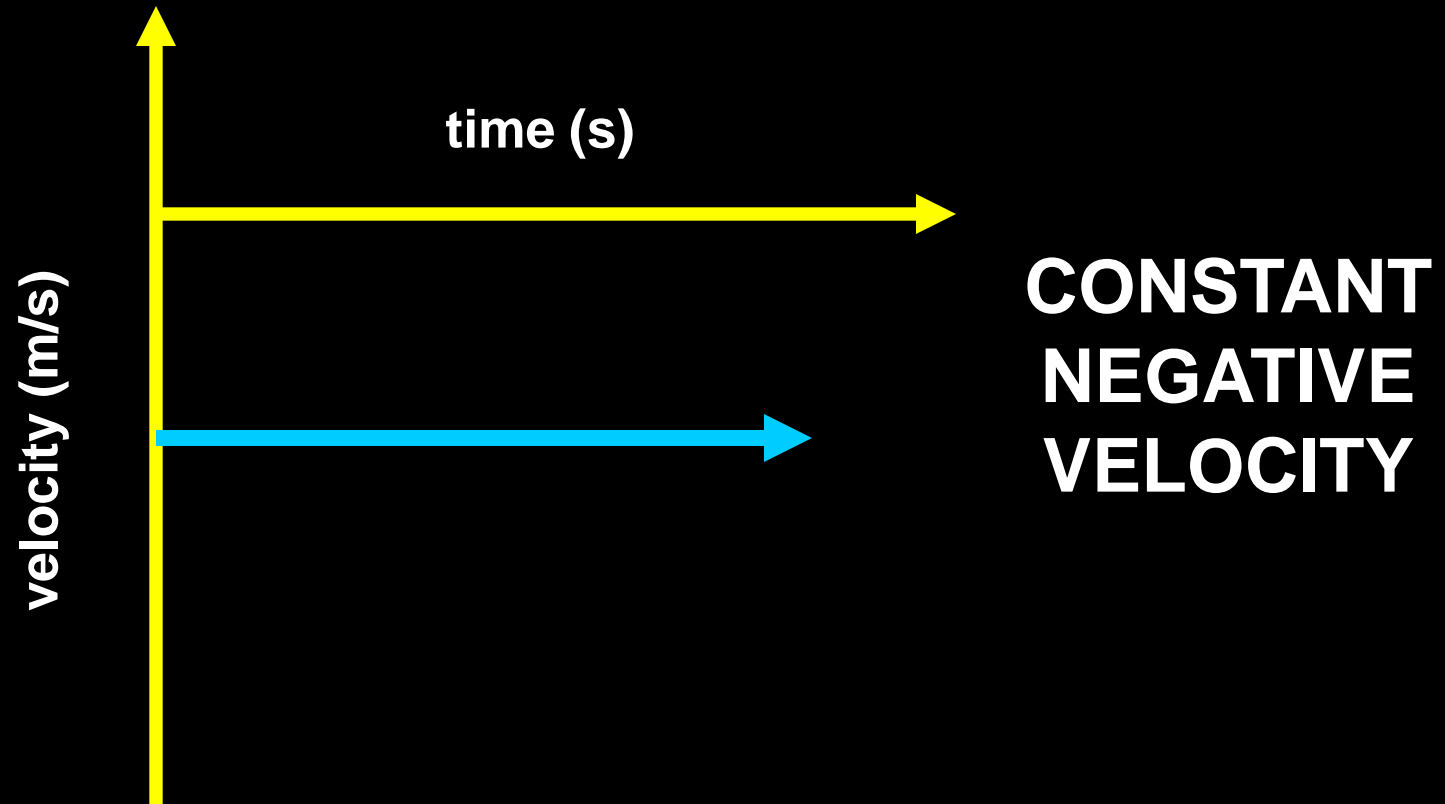 time (s)
velocity (m/s)
CONSTANT
NEGATIVE
VELOCITY